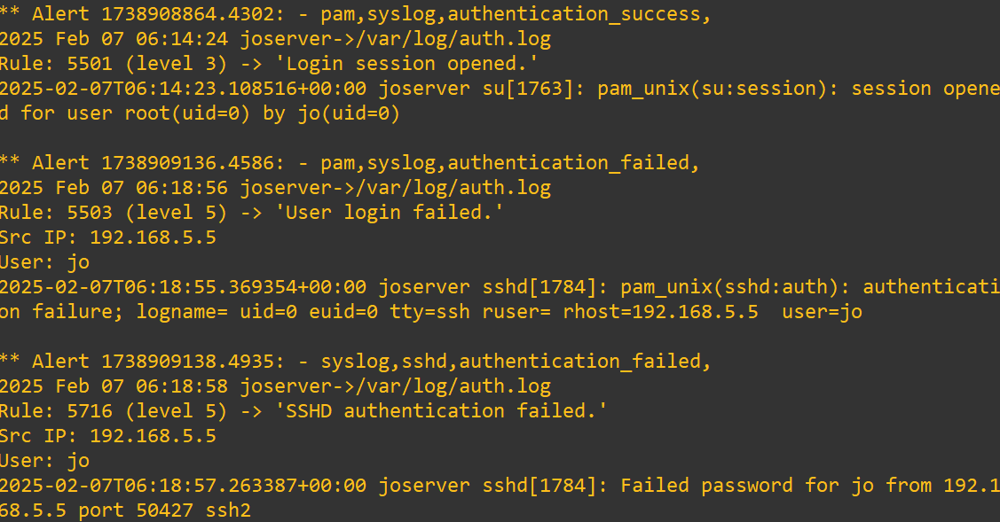 ** Alert 1738908864.4302: - pam,syslog,authentication_success,
2025 Feb 07 06:14:24 joserver->/var/log/auth.log
Rule: 5501 (level 3) -> 'Login session opened.'
2025-02-07T06:14:23.108516+00:00 joserver su[1763]: pam_unix(su:session): session opene
d for user root(uid=0) by jo(uid=0)

** Alert 1738909136.4586: - pam,syslog,authentication_failed,
2025 Feb 07 06:18:56 joserver->/var/log/auth.log
Rule: 5503 (level 5) -> 'User login failed.'
Src IP: 192.168.5.5
User: jo
2025-02-07T06:18:55.369354+00:00 joserver sshd[1784]: pam_unix(sshd:auth): authenticati
on failure; logname= uid=0 euid=0 tty=ssh ruser= rhost=192.168.5.5  user=jo

** Alert 1738909138.4935: - syslog,sshd,authentication_failed,
2025 Feb 07 06:18:58 joserver->/var/log/auth.log
Rule: 5716 (level 5) -> 'SSHD authentication failed.'
Src IP: 192.168.5.5
User: jo
2025-02-07T06:18:57.263387+00:00 joserver sshd[1784]: Failed password for jo from 192.1
68.5.5 port 50427 ssh2